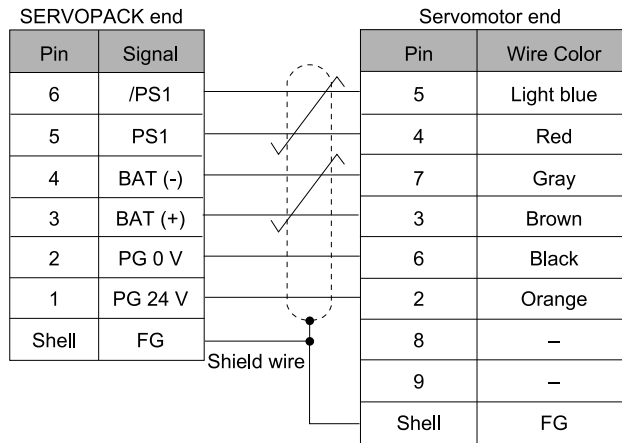 SERVOPACK end Servomotor end
Pin Signal Pin Wire Color
6 /PS1 5 Light blue
5 PS1 4 Red
4 BAT (-) 7 Gray
3 BAT (+) 3 Brown
2 PG 0 V 6 Black
1 PG 24 V 2 Orange
Shell FG 8 –
Shield wire 9 –
Shell FG